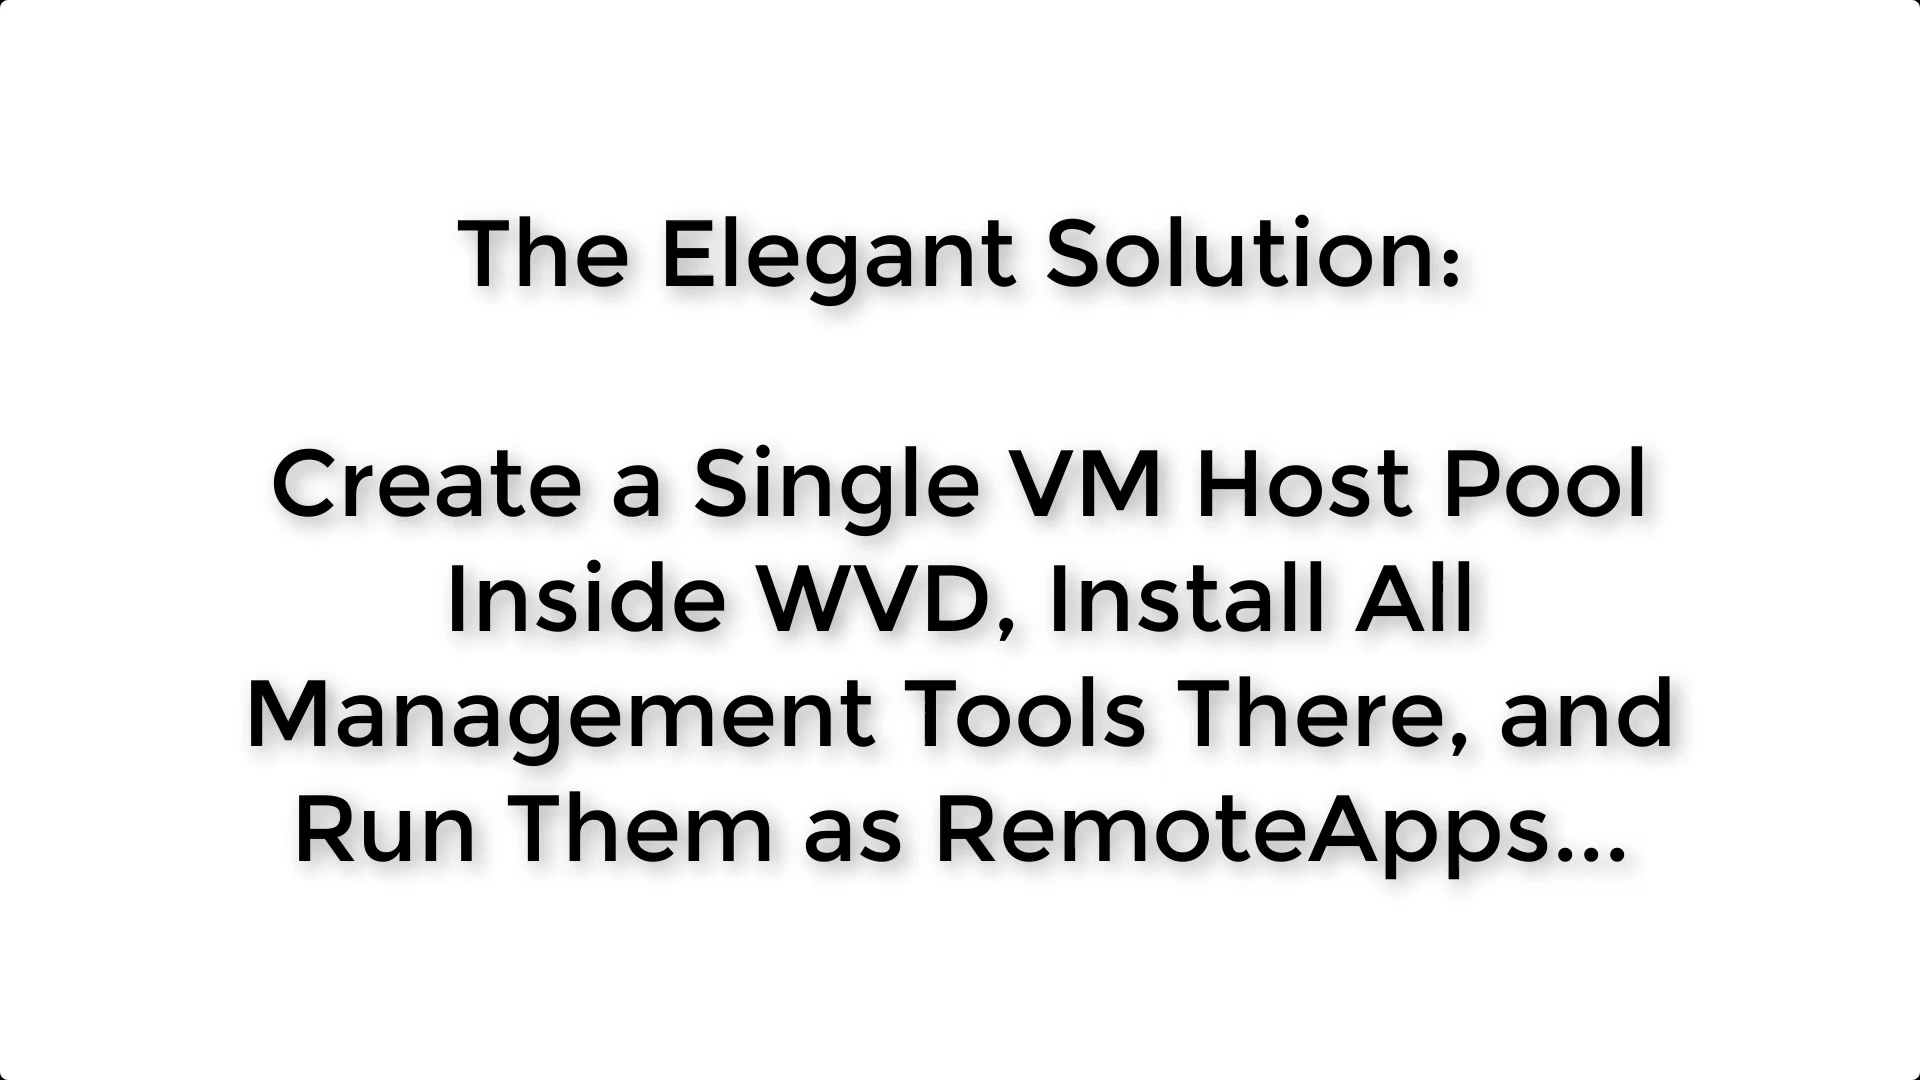 The Elegant Solution:
Create a Single VM Host Pool
Inside WVD, Install All
Management Tools There, and
Run Them as RemoteApps...